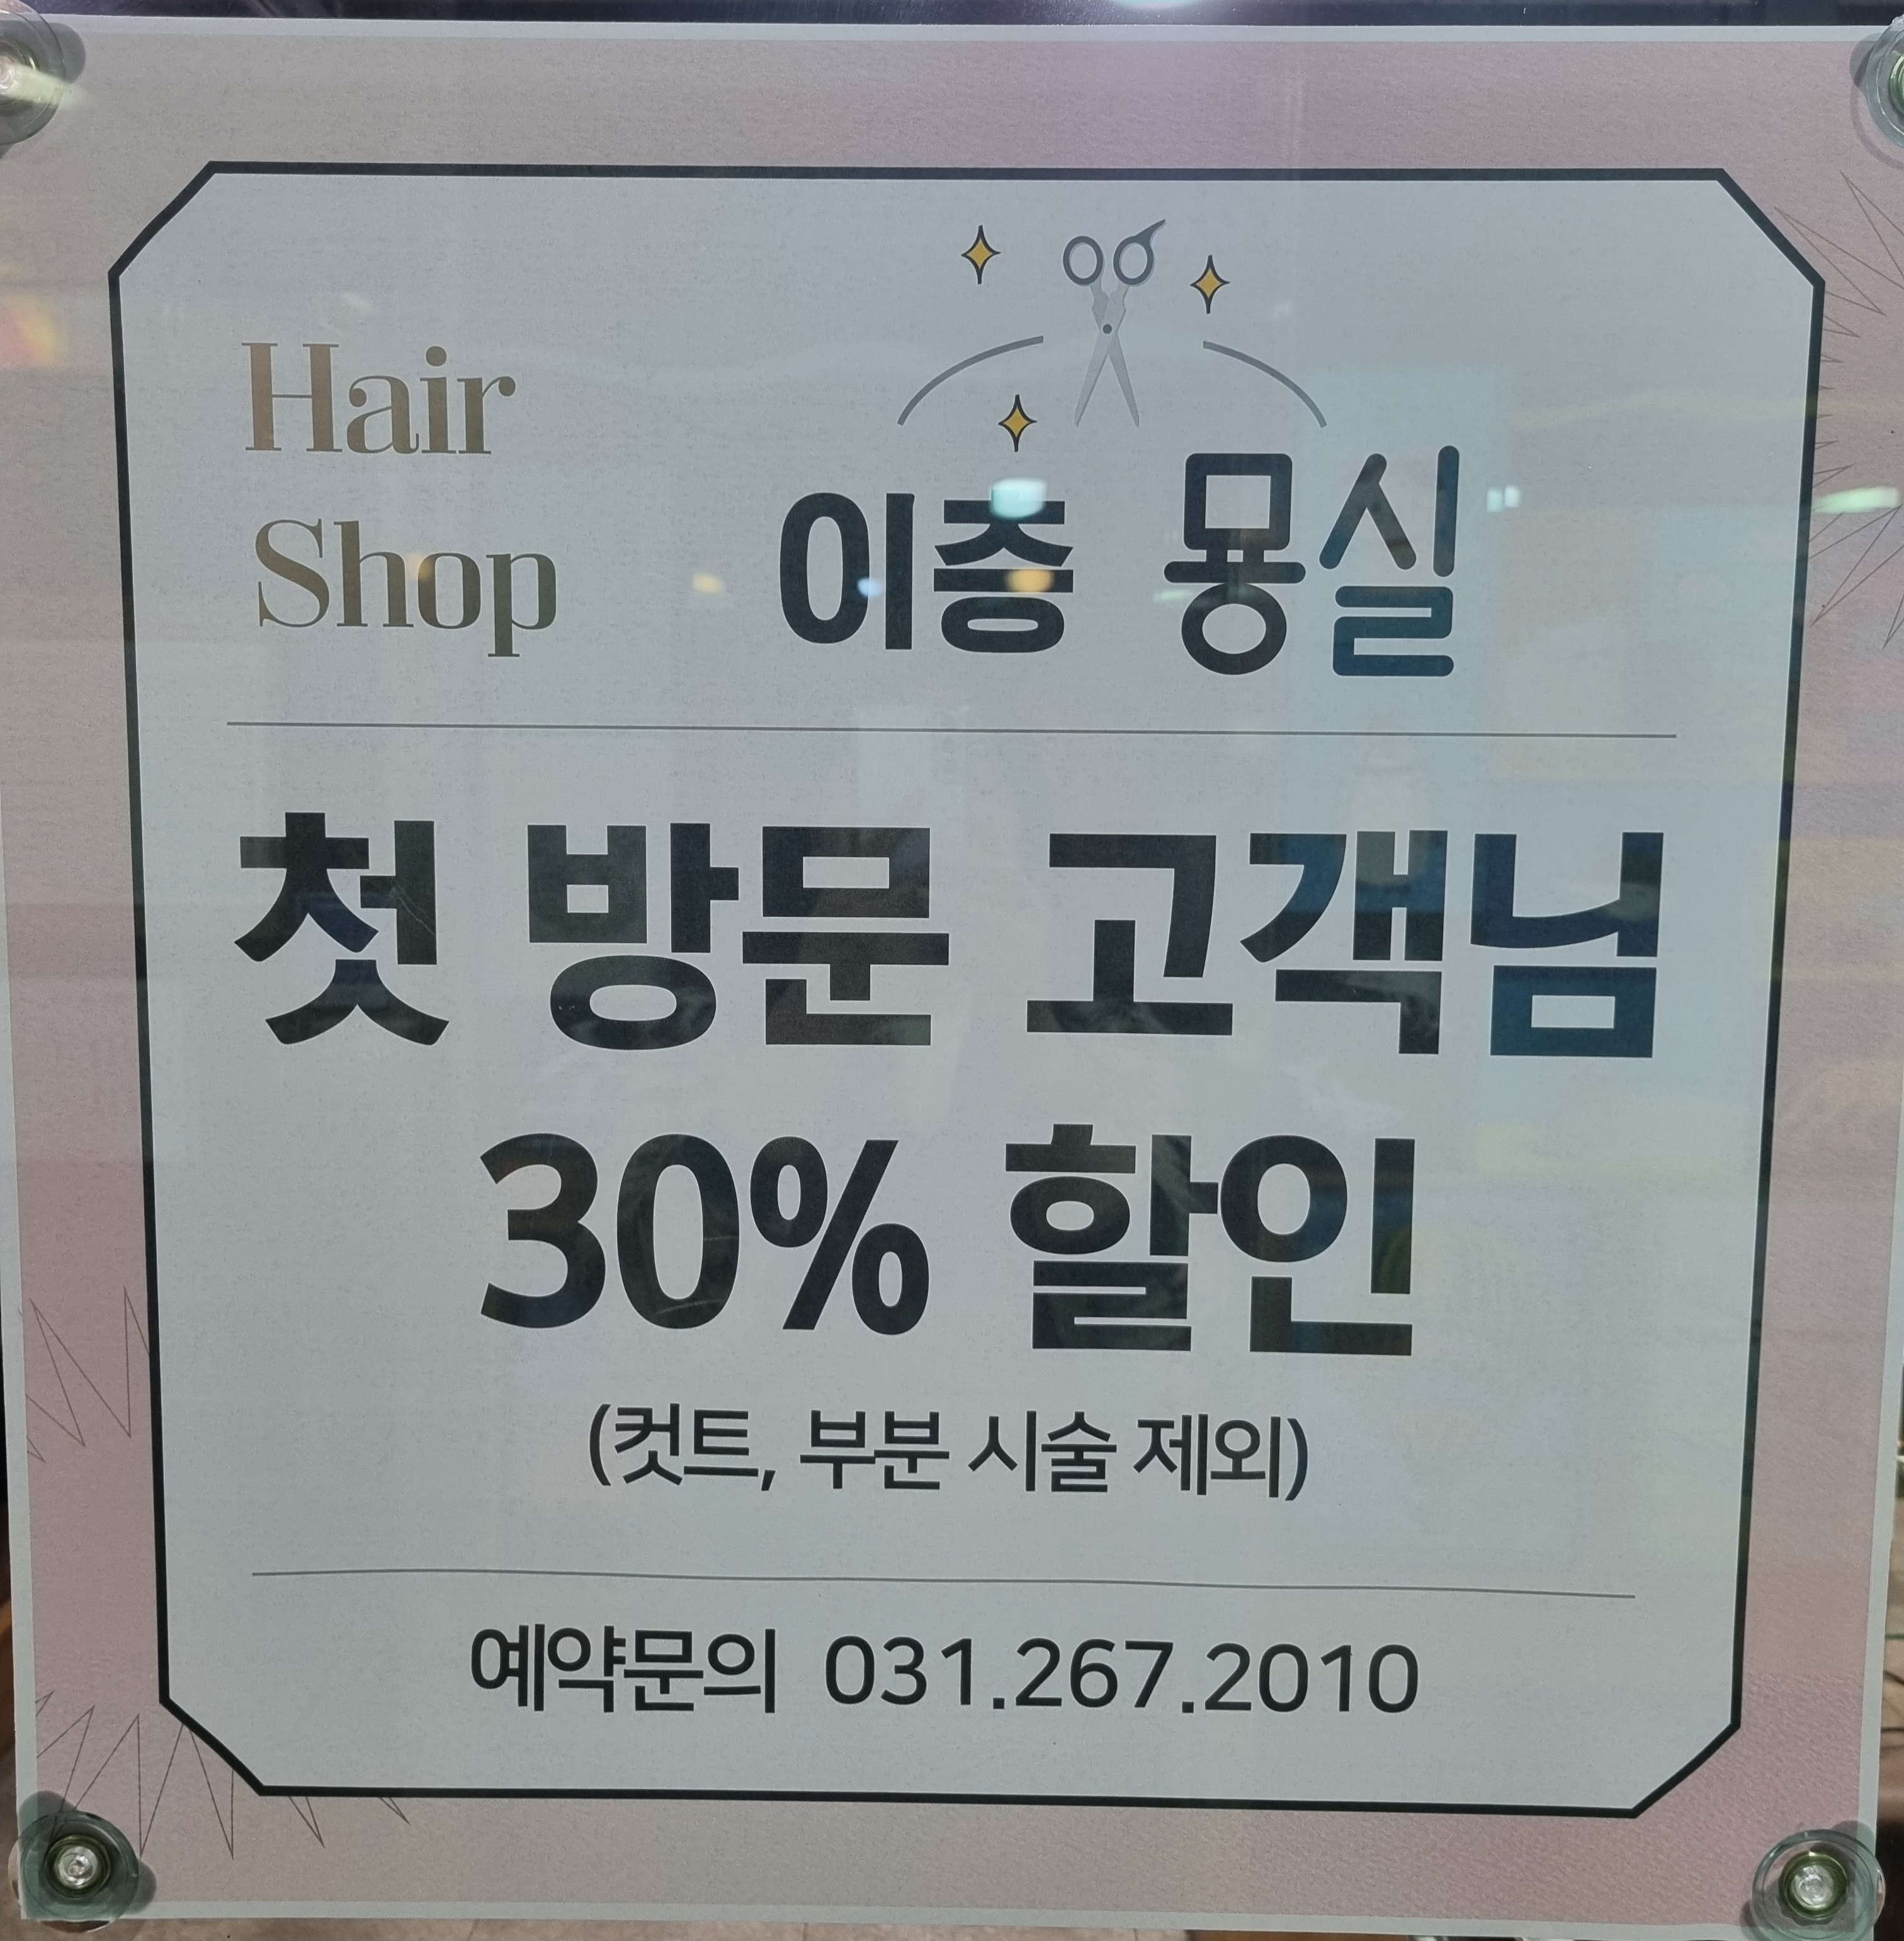 Hair
Shop
이층 묭실
첫 방문 고객님
30% 할인
(컷트, 부분 시술 제외)
예약문의 031.267.2010